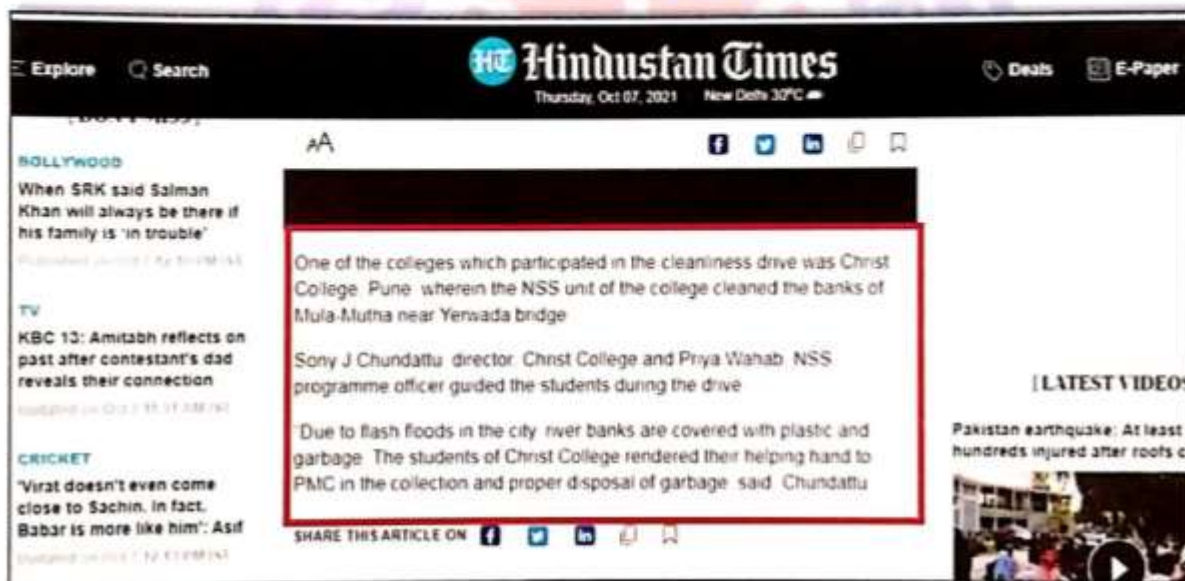 Explore
Search
HT Hindustan Times
Thursday, Oct 07, 2021 New Delhi 30°C
Deals
E-Paper
BOLLYWOOD
When SRK said Salman
Khan will always be there if
his family is 'in trouble'
TV
KBC 13: Amitabh reflects on
past after contestant's dad
reveals their connection
CRICKET
'Virat doesn't even come
close to Sachin. In fact,
Babar is more like him': Asif
AA
One of the colleges which participated in the cleanliness drive was Christ
College Pune wherein the NSS unit of the college cleaned the banks of
Mula-Mutha near Yerwada bridge
Sony J Chundattu director Christ College and Priya Wahab NSS
programme officer guided the students during the drive
"Due to flash floods in the city river banks are covered with plastic and
garbage The students of Christ College rendered their helping hand to
PMC in the collection and proper disposal of garbage said Chundattu
SHARE THIS ARTICLE ON
[LATEST VIDEOS
Pakistan earthquake: At least
hundreds injured after roofs